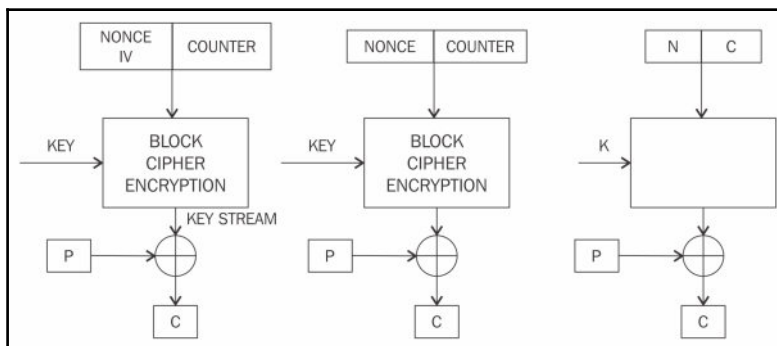 NONCE
IV
COUNTER
KEY
BLOCK
CIPHER
ENCRYPTION
KEY STREAM
P
C
NONCE
COUNTER
KEY
BLOCK
CIPHER
ENCRYPTION
P
C
N
C
K
P
C